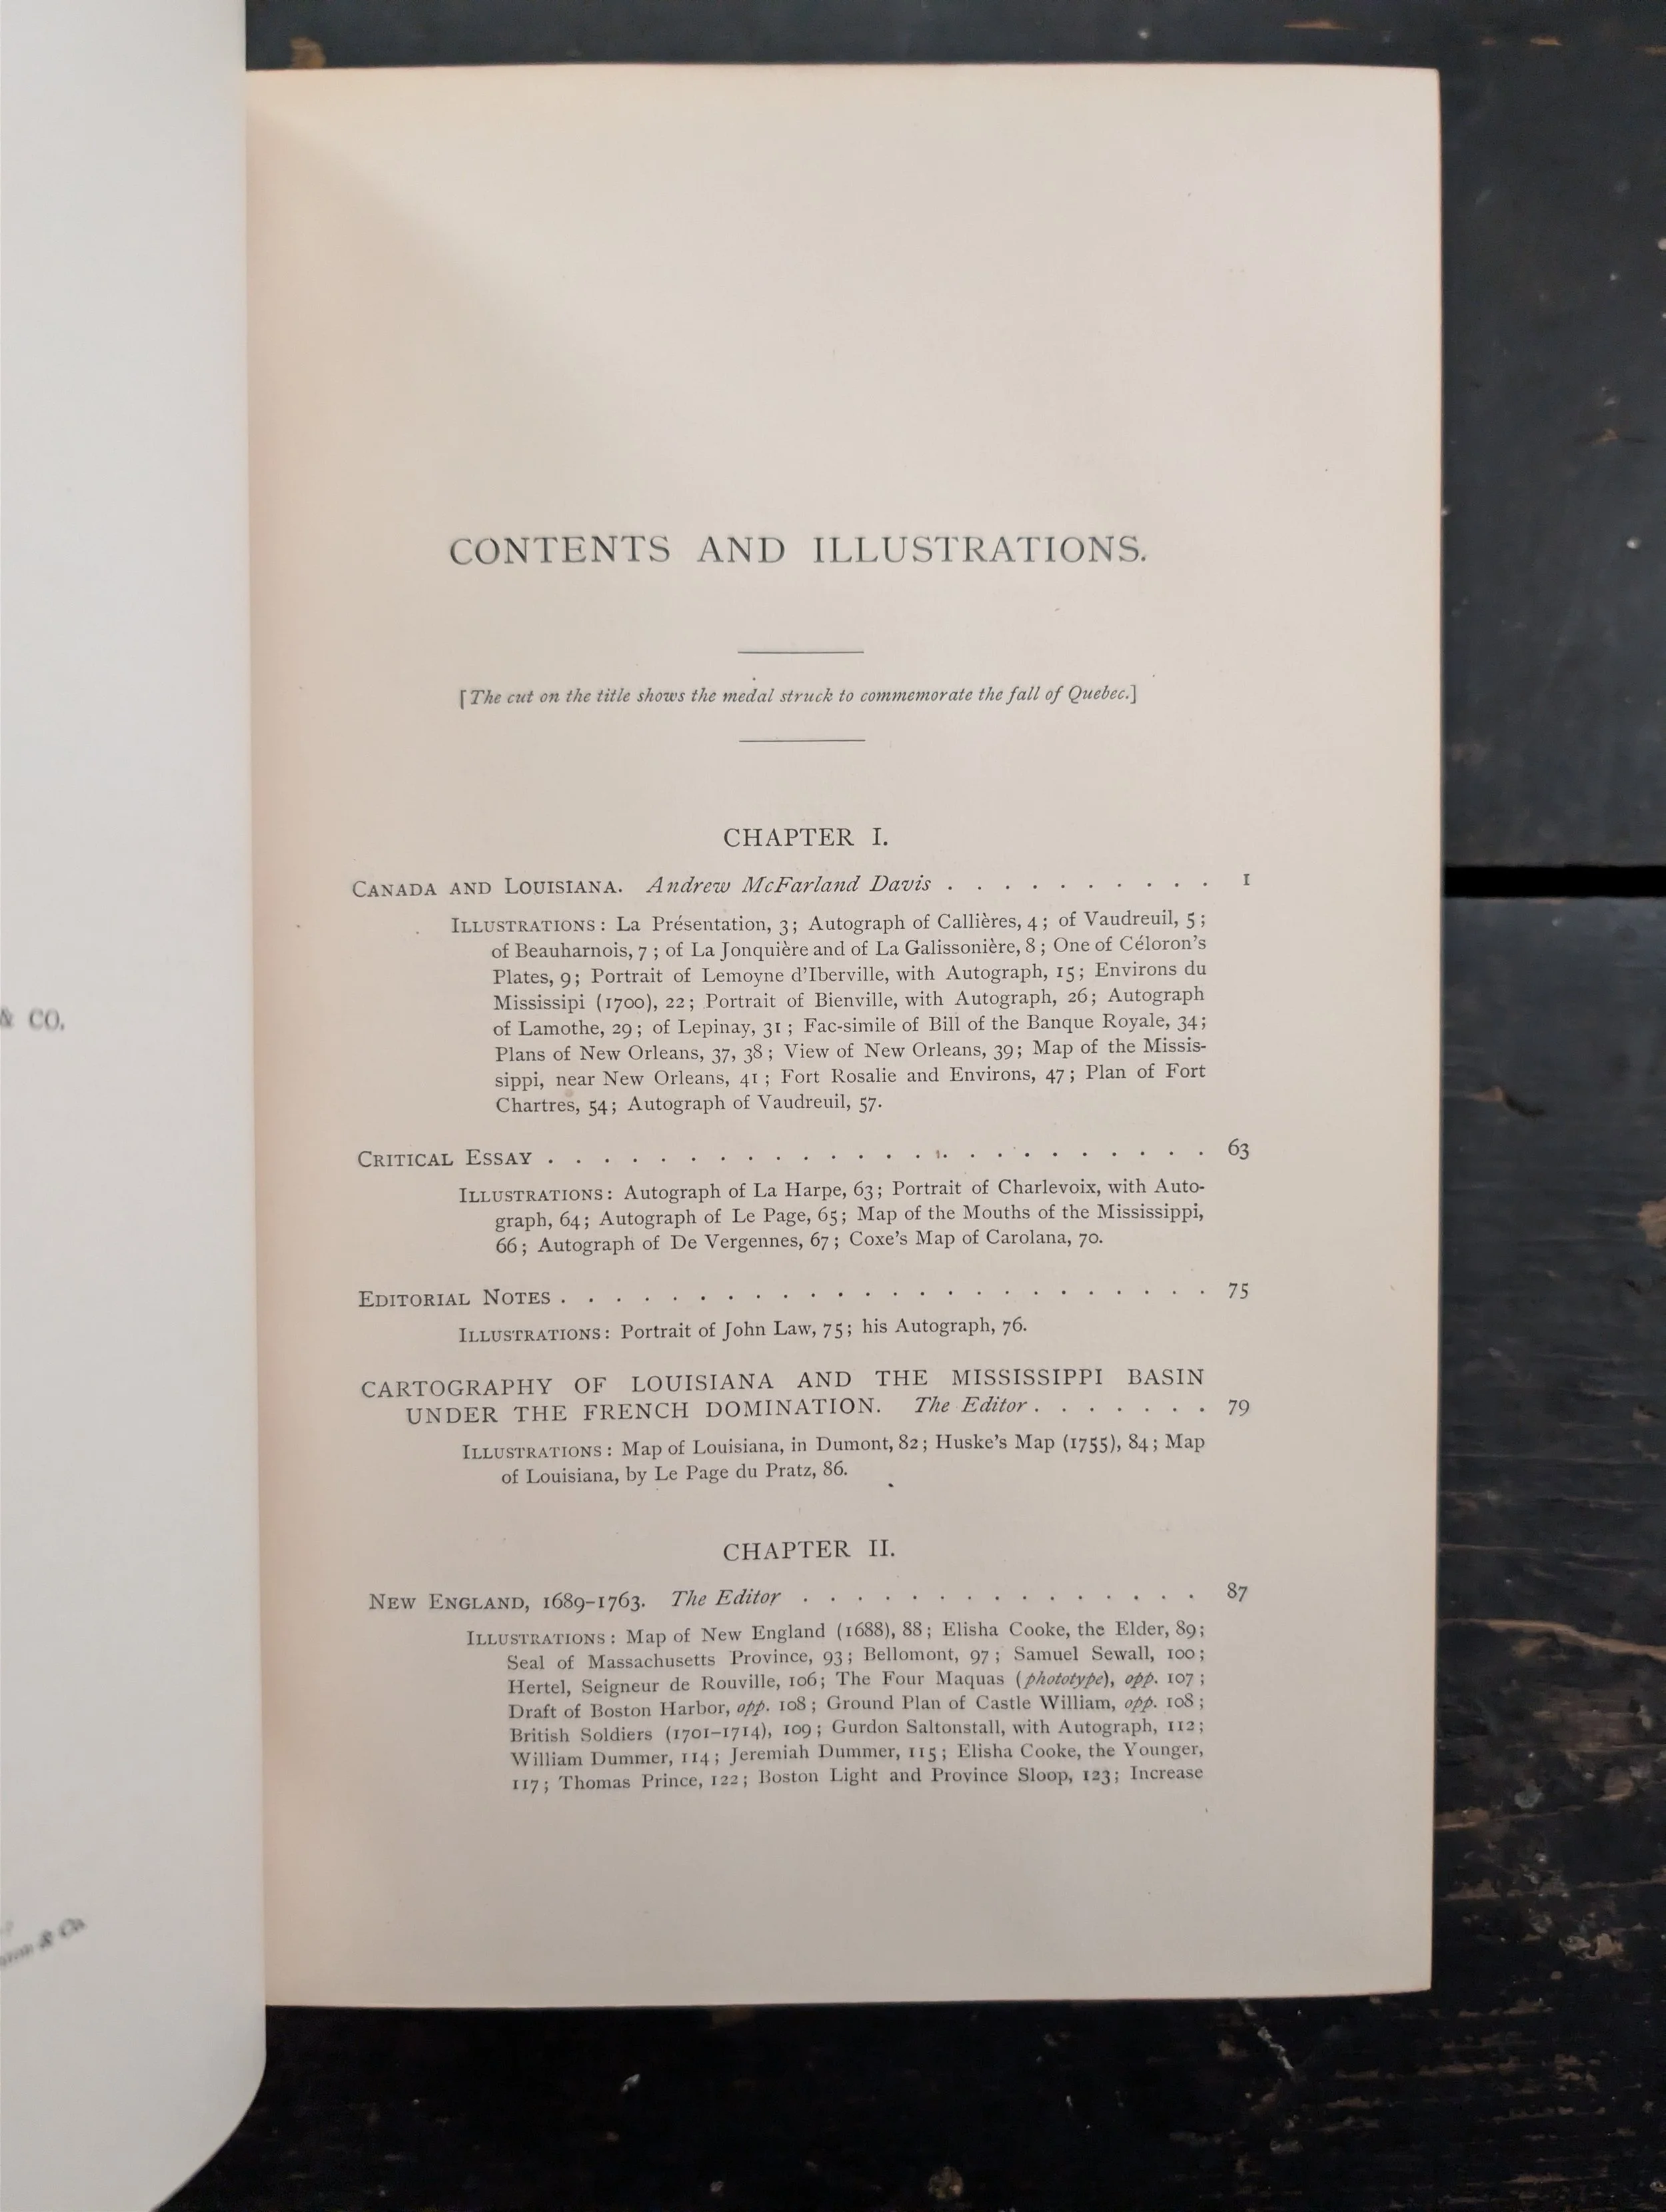 & CO.
& Co.
CONTENTS AND ILLUSTRATIONS.
[The cut on the title shows the medal struck to commemorate the fall of Quebec.]
CHAPTER I.
CANADA AND LOUISIANA. Andrew McFarland Davis . . . . . . . . . . 1
ILLUSTRATIONS: La Présentation, 3; Autograph of Callières, 4; of Vaudreuil, 5;
of Beauharnois, 7; of La Jonquière and of La Galissonière, 8; One of Céloron's
Plates, 9; Portrait of Lemoyne d'Iberville, with Autograph, 15; Environs du
Mississipi (1700), 22; Portrait of Bienville, with Autograph, 26; Autograph
of Lamothe, 29; of Lepinay, 31; Fac-simile of Bill of the Banque Royale, 34;
Plans of New Orleans, 37, 38; View of New Orleans, 39; Map of the Missis-
sippi, near New Orleans, 41; Fort Rosalie and Environs, 47; Plan of Fort
Chartres, 54; Autograph of Vaudreuil, 57.
CRITICAL ESSAY . . . . . . . . . . . . . . . . . . . . . . . . 63
ILLUSTRATIONS: Autograph of La Harpe, 63; Portrait of Charlevoix, with Auto-
graph, 64; Autograph of Le Page, 65; Map of the Mouths of the Mississippi,
66; Autograph of De Vergennes, 67; Coxe's Map of Carolana, 70.
EDITORIAL NOTES . . . . . . . . . . . . . . . . . . . . . . . . 75
ILLUSTRATIONS: Portrait of John Law, 75; his Autograph, 76.
CARTOGRAPHY OF LOUISIANA AND THE MISSISSIPPI BASIN
UNDER THE FRENCH DOMINATION. The Editor . . . . . . . 79
ILLUSTRATIONS: Map of Louisiana, in Dumont, 82; Huske's Map (1755), 84; Map
of Louisiana, by Le Page du Pratz, 86.
CHAPTER II.
NEW ENGLAND, 1689–1763. The Editor . . . . . . . . . . . . . . . 87
ILLUSTRATIONS: Map of New England (1688), 88; Elisha Cooke, the Elder, 89;
Seal of Massachusetts Province, 93; Bellomont, 97; Samuel Sewall, 100;
Hertel, Seigneur de Rouville, 106; The Four Maquas (phototype), opp. 107;
Draft of Boston Harbor, opp. 108; Ground Plan of Castle William, opp. 108;
British Soldiers (1701–1714), 109; Gurdon Saltonstall, with Autograph, 112;
William Dummer, 114; Jeremiah Dummer, 115; Elisha Cooke, the Younger,
117; Thomas Prince, 122; Boston Light and Province Sloop, 123; Increase